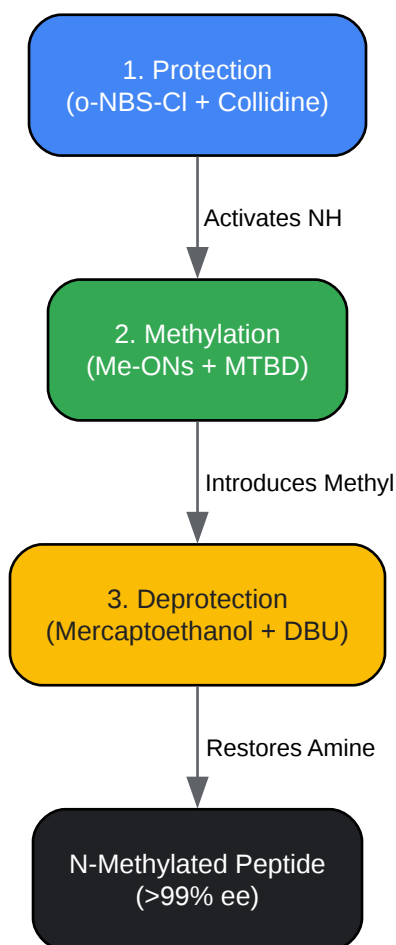 1. Protection
(o-NBS-Cl + Collidine)
Activates NH
2. Methylation
(Me-ONs + MTBD)
Introduces Methyl
3. Deprotection
(Mercaptoethanol + DBU)
Restores Amine
N-Methylated Peptide
(>99% ee)